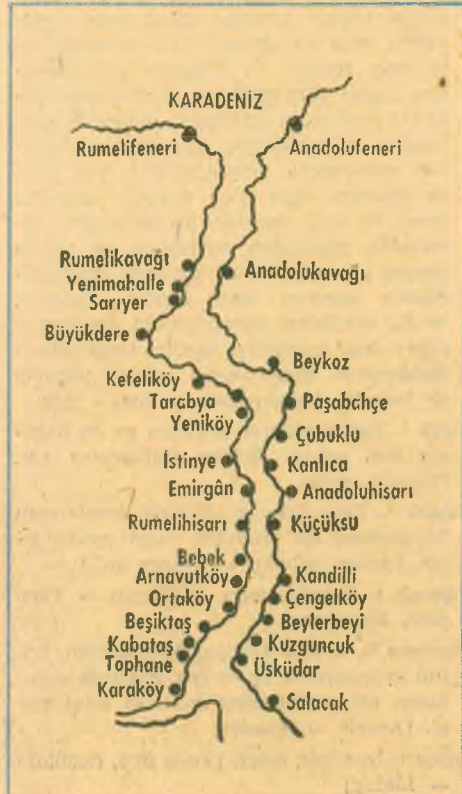 KARADENİZ
Rumelifeneri
Anadolufeneri
Rumelikavağı
Anadolukavağı
Yenimahalle
Sarıyer
Büyükdere
Beykoz
Kefeliköy
Tarabya
Paşabahçe
Yeniköy
Çubuklu
İstinye
Kanlıca
Emirgân
Anadoluhisarı
Rumelihisarı
Küçüksu
Bebek
Arnavutköy
Kandilli
Ortaköy
Çengelköy
Beşiktaş
Beylerbeyi
Kabataş
Kuzguncuk
Tophane
Üsküdar
Karaköy
Salacak